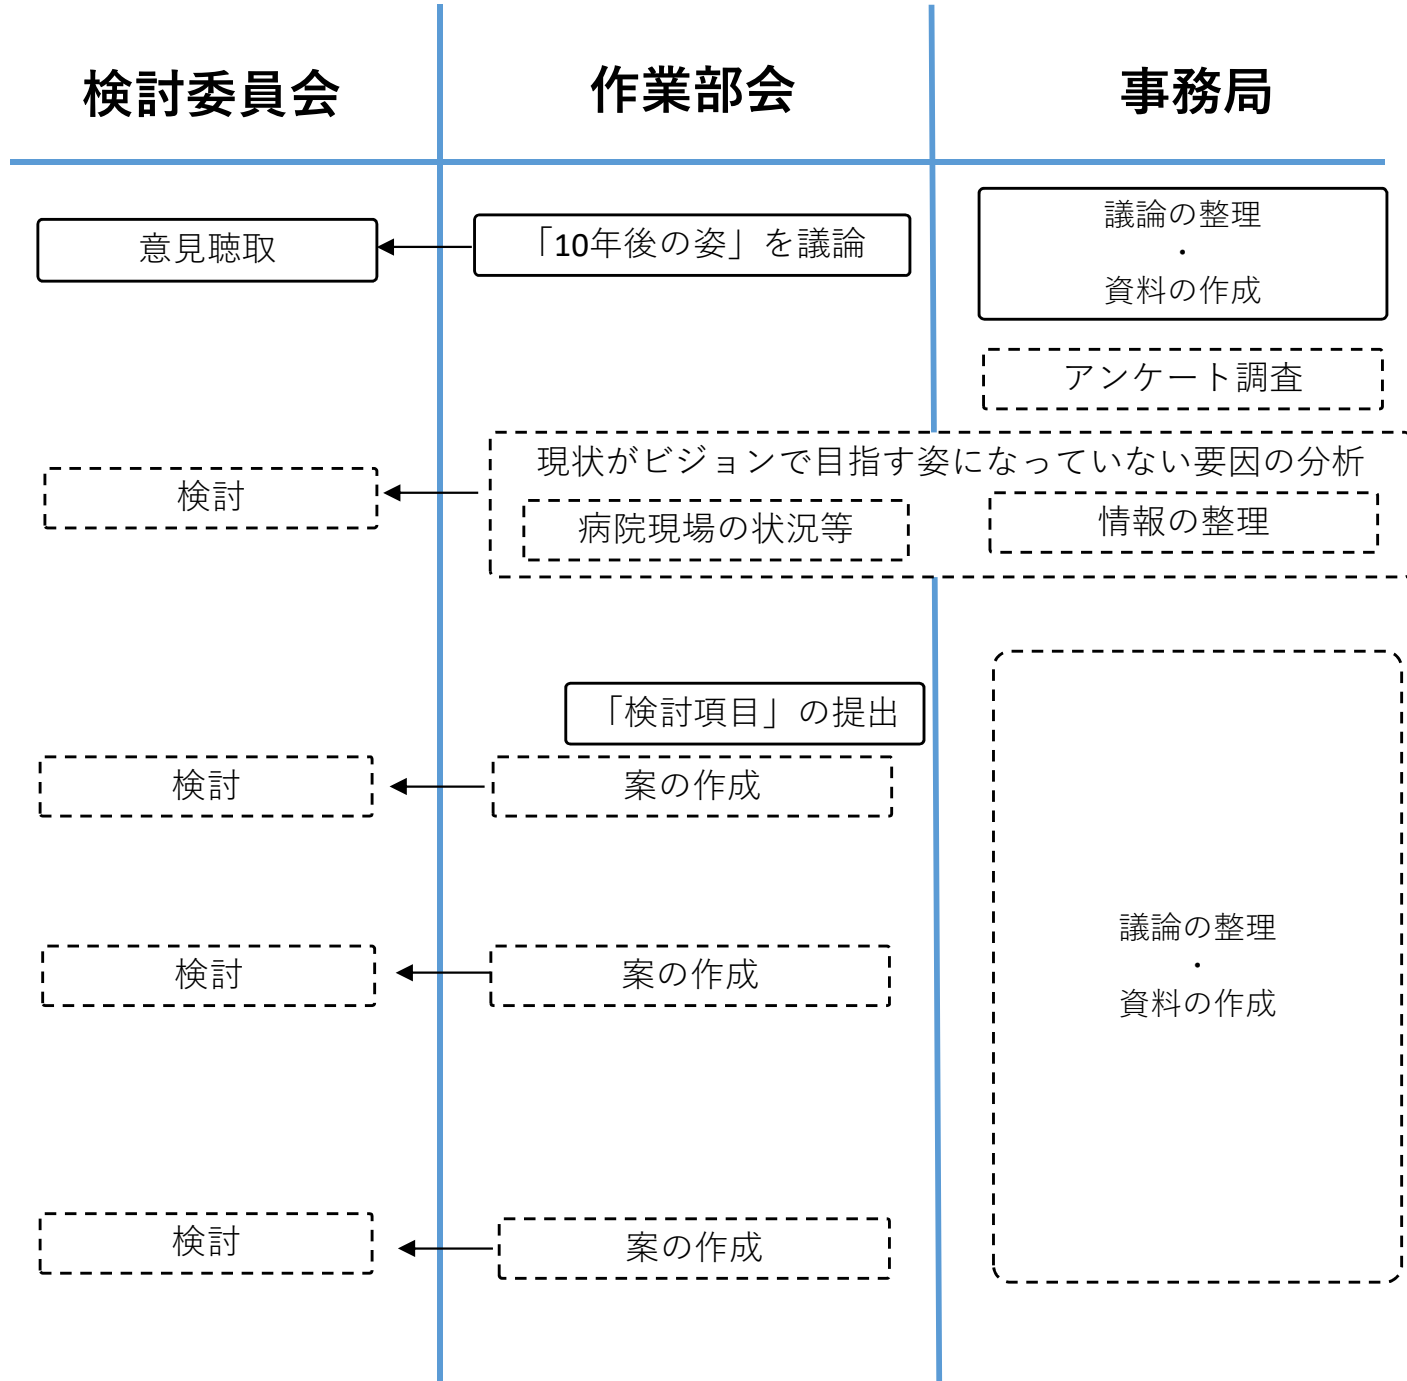 検討委員会
作業部会
事務局
意見聴取
「10年後の姿」を議論
議論の整理
・
資料の作成
アンケート調査
現状がビジョンで目指す姿になっていない要因の分析
検討
病院現場の状況等
情報の整理
「検討項目」の提出
検討
案の作成
議論の整理
・
資料の作成
検討
案の作成
検討
案の作成